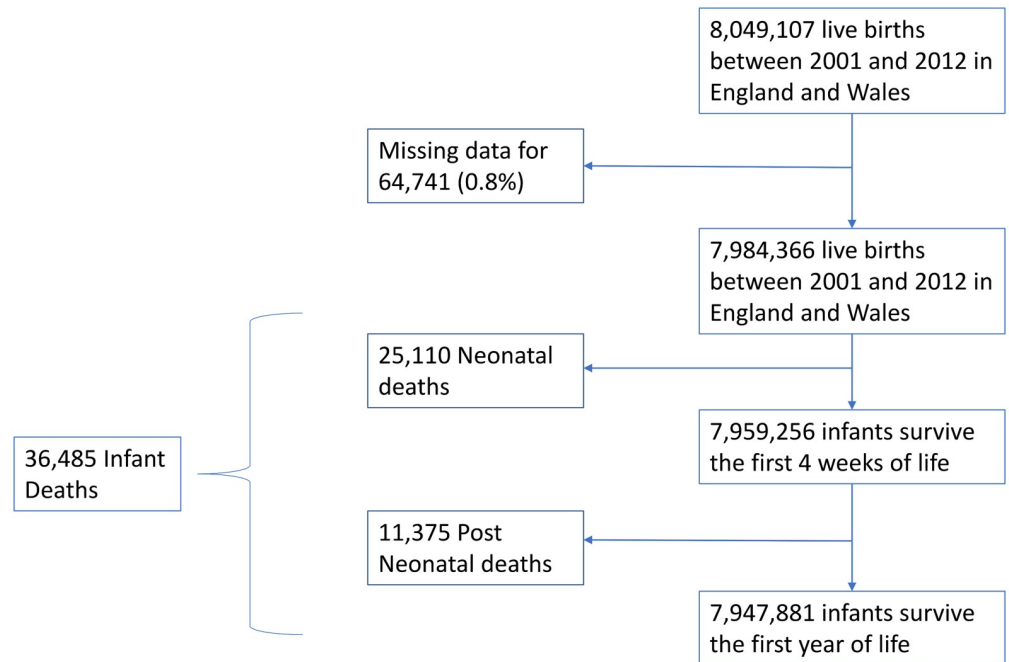 8,049,107 live births
between 2001 and 2012 in
England and Wales
Missing data for
64,741 (0.8%)
7,984,366 live births
between 2001 and 2012 in
England and Wales
25,110 Neonatal
deaths
7,959,256 infants survive
the first 4 weeks of life
36,485 Infant
Deaths
11,375 Post
Neonatal deaths
7,947,881 infants survive
the first year of life